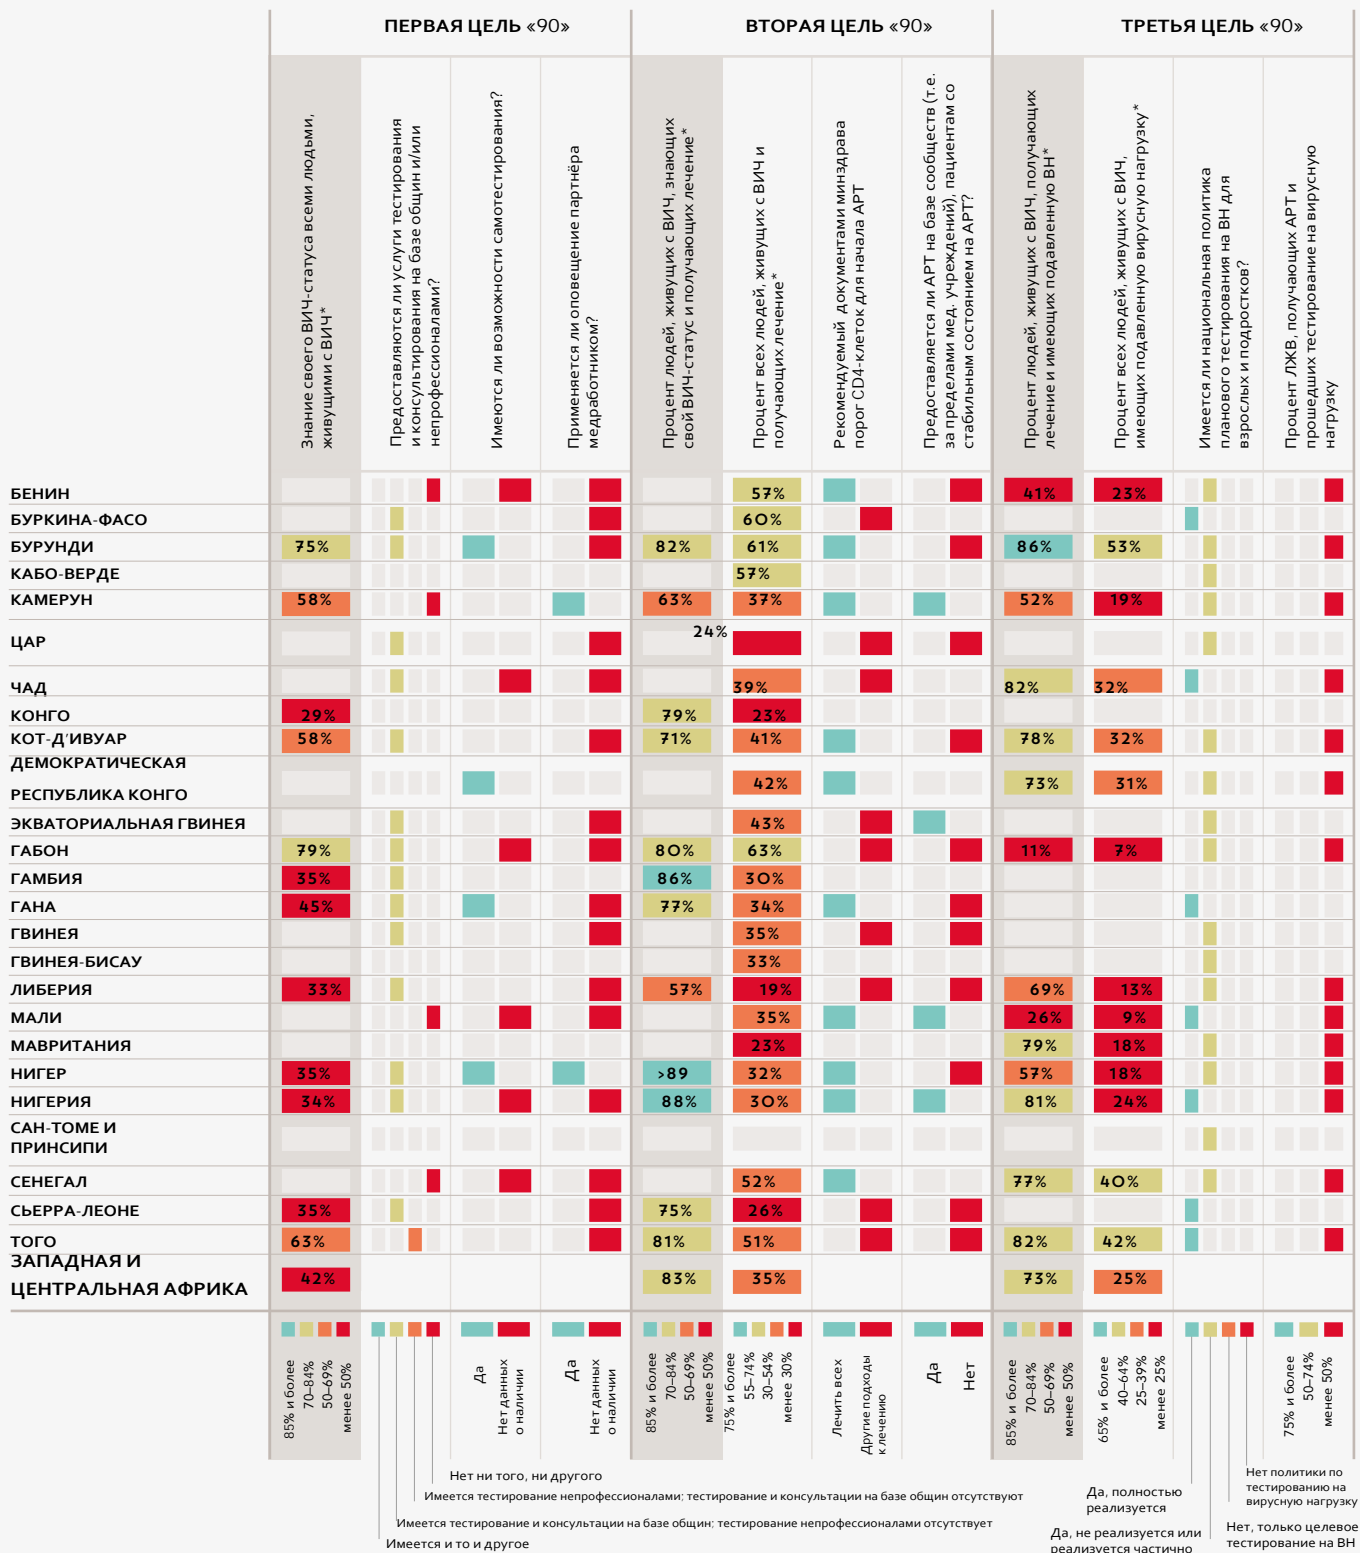 ПЕРВАЯ ЦЕЛЬ «90»
ВТОРАЯ ЦЕЛЬ «90»
ТРЕТЬЯ ЦЕЛЬ «90»
Знание своего ВИЧ-статуса всеми людьми,
живущими с ВИЧ*
Предоставляются ли услуги тестирования
и консультирования на базе общин и/или
непрофессионалами?
Имеются ли возможности самотестирования?
Применяется ли оповещение партнёра
медработником?
Процент людей, живущих с ВИЧ, знающих
свой ВИЧ-статус и получающих лечение*
Процент всех людей, живущих с ВИЧ и
получающих лечение*
Рекомендуемый документами минздрава
порог CD4-клеток для начала АРТ
Предоставляется ли АРТ на базе сообществ (т.е.
за пределами мед. учреждений), пациентам со
стабильным состоянием на АРТ?
Процент людей, живущих с ВИЧ, получающих
лечение и имеющих подавленную ВН*
Процент всех людей, живущих с ВИЧ,
имеющих подавленную вирусную нагрузку*
Имеется ли национальная политика
планового тестирования на ВН для
взрослых и подростков?
Процент ЛЖВ, получающих АРТ и
прошедших тестирование на вирусную
нагрузку
БЕНИН 57% 41% 23%
БУРКИНА-ФАСО 60%
БУРУНДИ 75% 82% 61% 86% 53%
КАБО-ВЕРДЕ 57%
КАМЕРУН 58% 63% 37% 52% 19%
ЦАР 24%
ЧАД 39% 82% 32%
КОНГО 29% 79% 23%
КОТ-Д'ИВУАР 58% 71% 41% 78% 32%
ДЕМОКРАТИЧЕСКАЯ
РЕСПУБЛИКА КОНГО 42% 73% 31%
ЭКВАТОРИАЛЬНАЯ ГВИНЕЯ 43%
ГАБОН 79% 80% 63% 11% 7%
ГАМБИЯ 35% 86% 30%
ГАНА 45% 77% 34%
ГВИНЕЯ 35%
ГВИНЕЯ-БИСАУ 33%
ЛИБЕРИЯ 33% 57% 19% 69% 13%
МАЛИ 35% 26% 9%
МАВРИТАНИЯ 23% 79% 18%
НИГЕР 35% >89 32% 57% 18%
НИГЕРИЯ 34% 88% 30% 81% 24%
САН-ТОМЕ И
ПРИНСИПИ
СЕНЕГАЛ 52% 77% 40%
СЬЕРРА-ЛЕОНЕ 35% 75% 26%
ТОГО 63% 81% 51% 82% 42%
ЗАПАДНАЯ И
ЦЕНТРАЛЬНАЯ АФРИКА 42% 83% 35% 73% 25%
85% и более
70–84%
50–69%
менее 50%
Да
Нет данных
о наличии
Да
Нет данных
о наличии
85% и более
70–84%
50–69%
менее 50%
75% и более
55–74%
30–54%
менее 30%
Лечить всех
Другие подходы
к лечению
Да
Нет
85% и более
70–84%
50–69%
менее 50%
65% и более
40–64%
25–39%
менее 25%
75% и более
50–74%
менее 50%
Нет ни того, ни другого
Имеется тестирование непрофессионалами; тестирование и консультации на базе общин отсутствуют
Имеется тестирование и консультации на базе общин; тестирование непрофессионалами отсутствует
Имеется и то и другое
Да, полностью
реализуется
Да, не реализуется или
реализуется частично
Нет политики по
тестированию на
вирусную нагрузку
Нет, только целевое
тестирование на ВН